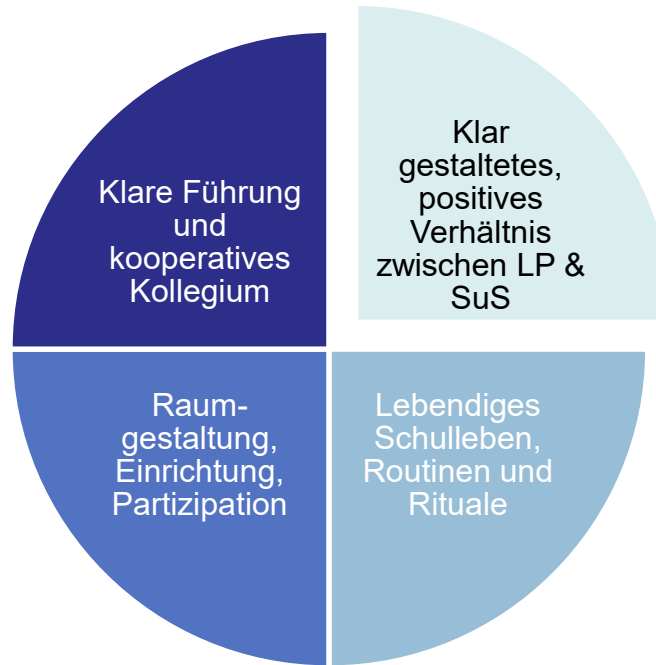 Klare Führung
und
kooperatives
Kollegium
Klar
gestaltetes,
positives
Verhältnis
zwischen LP &
SuS
Raum-
gestaltung,
Einrichtung,
Partizipation
Lebendiges
Schulleben,
Routinen und
Rituale